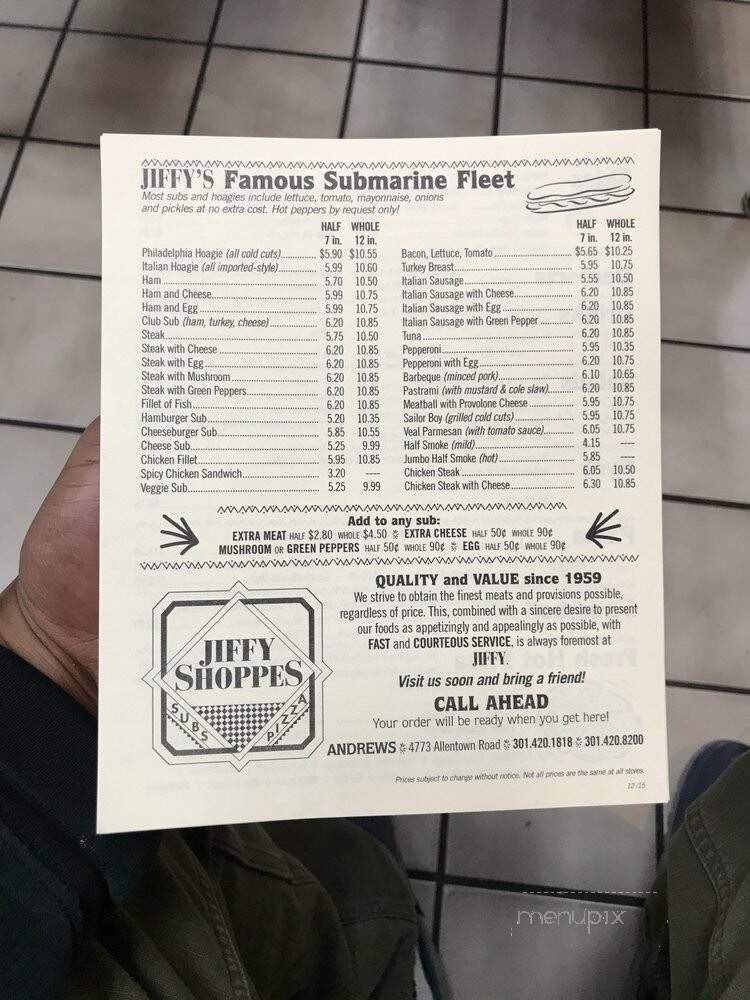 JIFFY'S Famous Submarine Fleet
Most subs and hoagies include lettuce, tomato, mayonnaise, onions
and pickles at no extra cost. Hot peppers by request only!
HALF WHOLE
7 in. 12 in.
Philadelphia Hoagie (all cold cuts) $5.90 $10.55
Italian Hoagie (all imported-style) 5.99 10.60
Ham 5.70 10.50
Ham and Cheese 5.99 10.75
Ham and Egg 5.99 10.75
Club Sub (ham, turkey, cheese) 6.20 10.85
Steak 5.75 10.50
Steak with Cheese 6.20 10.85
Steak with Egg 6.20 10.85
Steak with Mushroom 6.20 10.85
Steak with Green Peppers 6.20 10.85
Fillet of Fish 6.20 10.85
Hamburger Sub 5.20 10.35
Cheeseburger Sub 5.85 10.55
Cheese Sub 5.25 9.99
Chicken Fillet 5.95 10.85
Spicy Chicken Sandwich 3.20 ----
Veggie Sub 5.25 9.99
HALF WHOLE
7 in. 12 in.
Bacon, Lettuce, Tomato $5.65 $10.25
Turkey Breast 5.95 10.75
Italian Sausage 5.55 10.50
Italian Sausage with Cheese 6.20 10.85
Italian Sausage with Egg 6.20 10.85
Italian Sausage with Green Pepper 6.20 10.85
Tuna 6.20 10.85
Pepperoni 5.95 10.35
Pepperoni with Egg 6.20 10.75
Barbeque (minced pork) 6.10 10.65
Pastrami (with mustard & cole slaw) 6.20 10.85
Meatball with Provolone Cheese 5.95 10.75
Sailor Boy (grilled cold cuts) 5.95 10.75
Veal Parmesan (with tomato sauce) 6.05 10.75
Half Smoke (mild) 4.15 ----
Jumbo Half Smoke (hot) 5.85 ----
Chicken Steak 6.05 10.50
Chicken Steak with Cheese 6.30 10.85
Add to any sub:
EXTRA MEAT HALF $2.80 WHOLE $4.50 EXTRA CHEESE HALF 50¢ WHOLE 90¢
MUSHROOM OR GREEN PEPPERS HALF 50¢ WHOLE 90¢ EGG HALF 50¢ WHOLE 90¢
QUALITY and VALUE since 1959
We strive to obtain the finest meats and provisions possible,
regardless of price. This, combined with a sincere desire to present
our foods as appetizingly and appealingly as possible, with
FAST and COURTEOUS SERVICE, is always foremost at
JIFFY.
Visit us soon and bring a friend!
CALL AHEAD
Your order will be ready when you get here!
ANDREWS 4773 Allentown Road 301.420.1818 301.420.8200
Prices subject to change without notice. Not all prices are the same at all stores.
12/15
JIFFY
SHOPPES
SUBS PIZZA
menupix